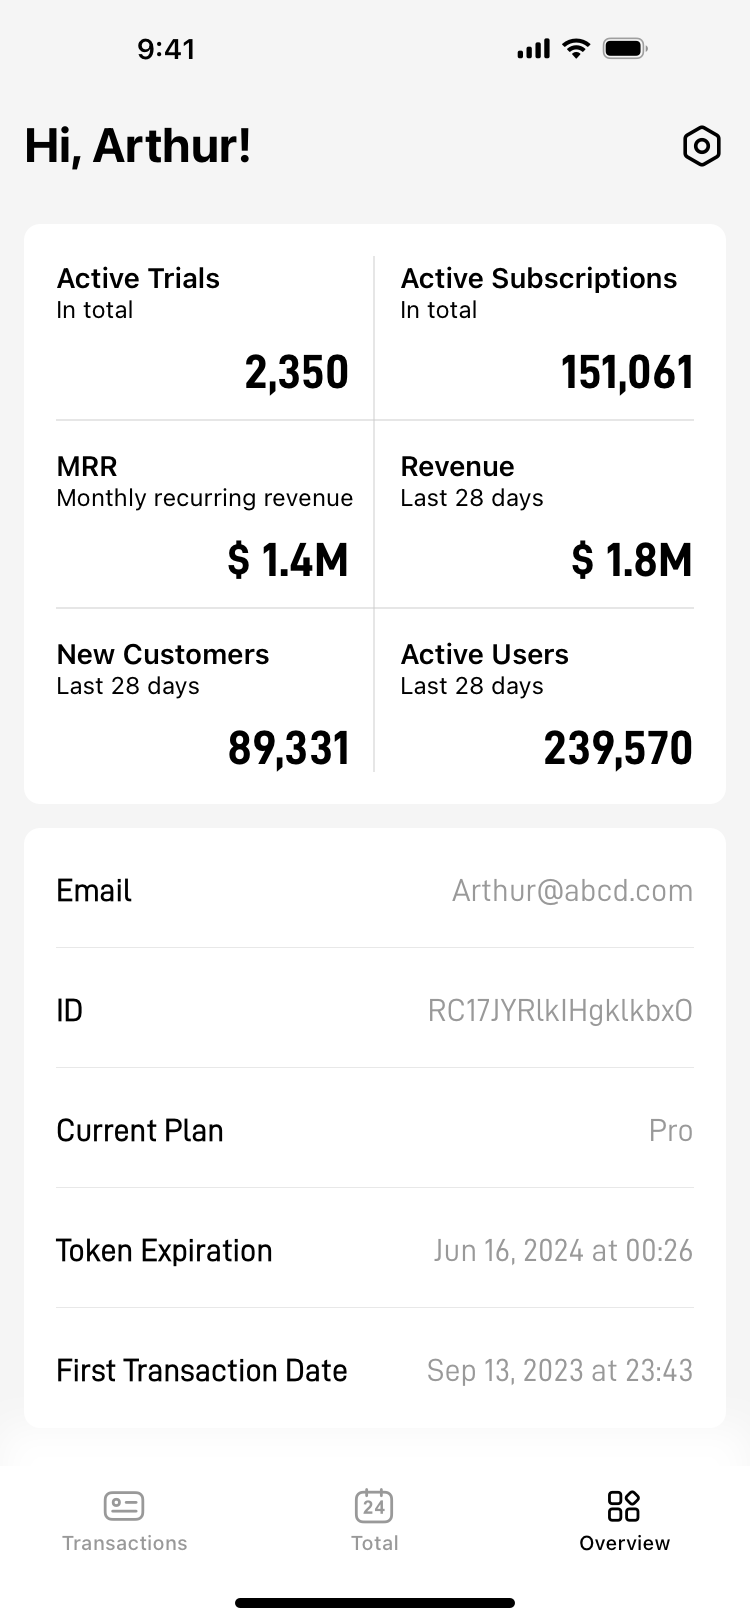 9:41
Hi, Arthur!
Active Trials
In total
2,350
Active Subscriptions
In total
151,061
MRR
Monthly recurring revenue
$ 1.4M
Revenue
Last 28 days
$ 1.8M
New Customers
Last 28 days
89,331
Active Users
Last 28 days
239,570
Email Arthur@abcd.com
ID RC17JYRlkIHgklkbxO
Current Plan Pro
Token Expiration Jun 16, 2024 at 00:26
First Transaction Date Sep 13, 2023 at 23:43
24
Transactions Total Overview